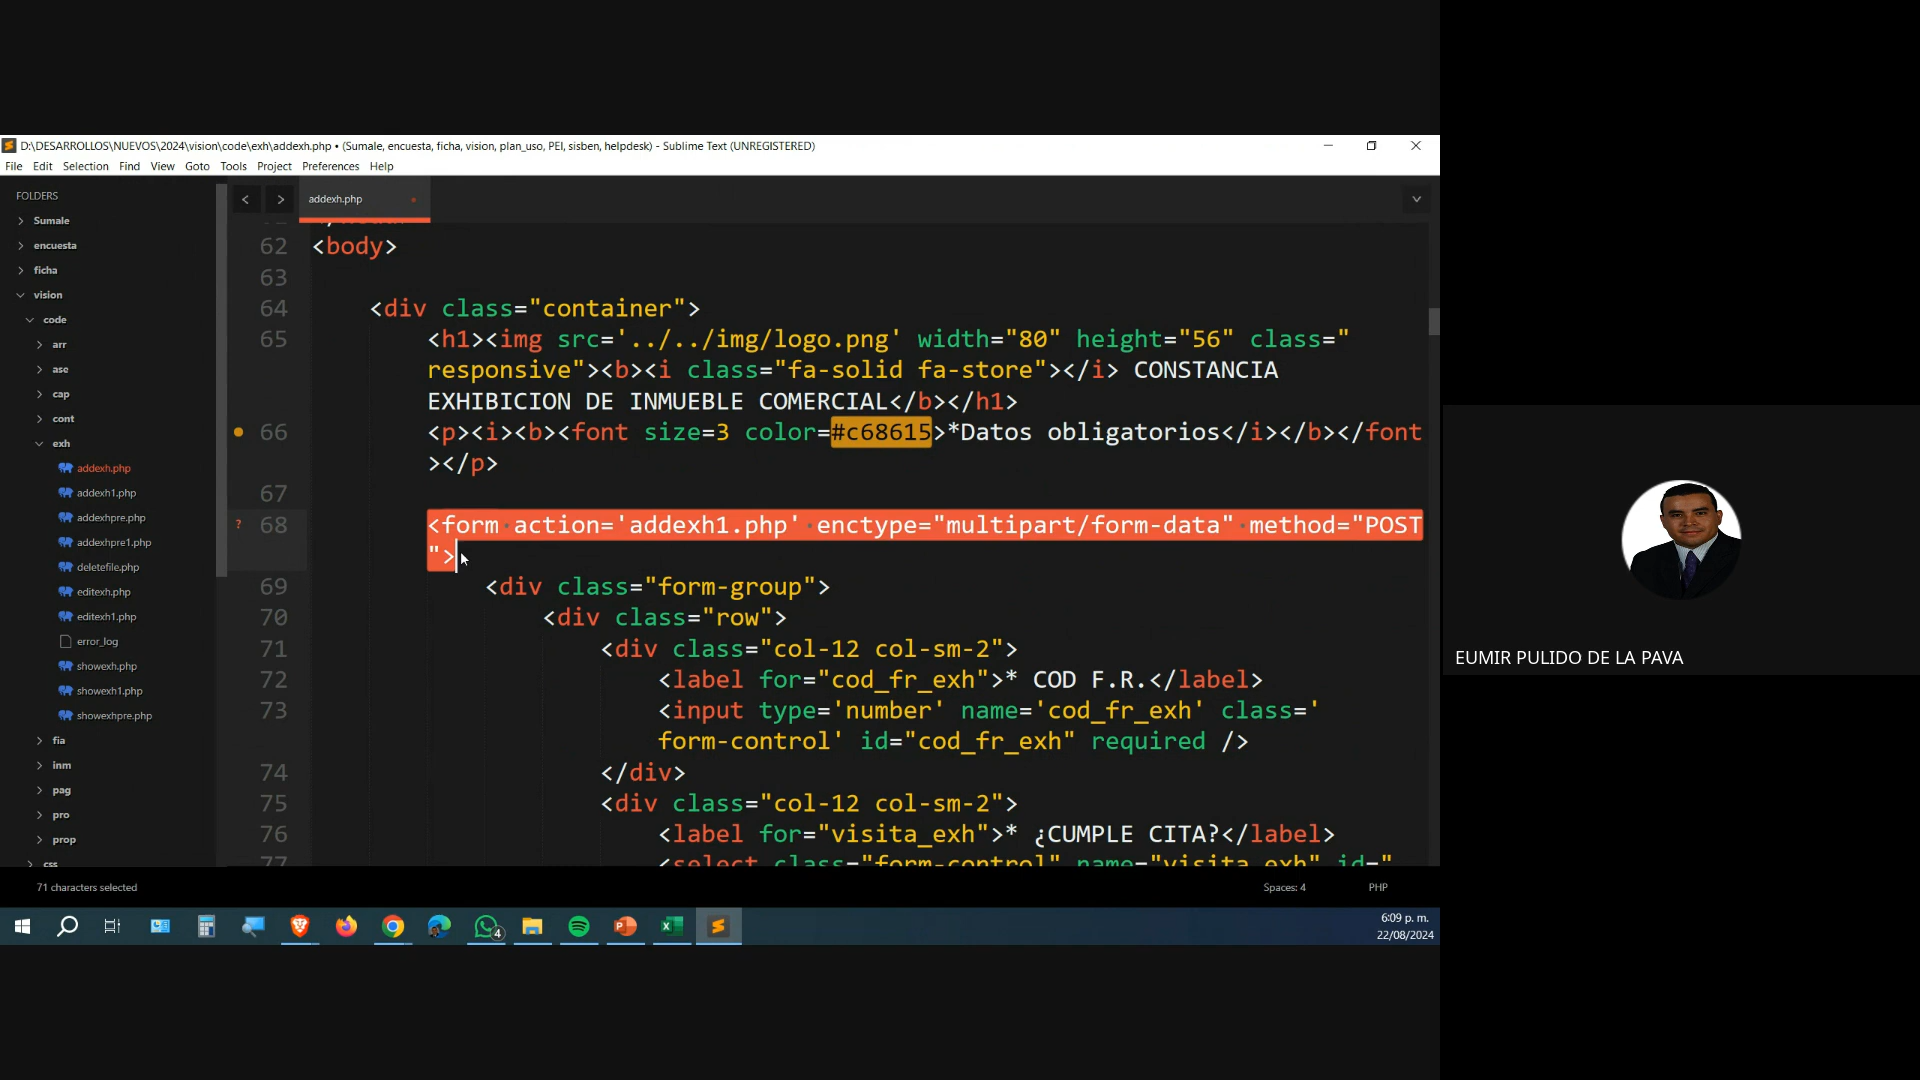 D:\DESARROLLOS\NUEVOS\2024\vision\code\exh\addexh.php • (Sumale, encuesta, ficha, vision, plan_uso, PEI, sisben, helpdesk) - Sublime Text (UNREGISTERED)
File Edit Selection Find View Goto Tools Project Preferences Help
FOLDERS
Sumale
encuesta
ficha
vision
code
arr
ase
cap
cont
exh
addexh.php
addexh1.php
addexhpre.php
addexhpre1.php
deletefile.php
editexh.php
editexh1.php
error_log
showexh.php
showexh1.php
showexhpre.php
fia
inm
pag
pro
prop
css
addexh.php
62 <body>
63
64 <div class="container">
65 <h1><img src='../../img/logo.png' width="80" height="56" class="
responsive"><b><i class="fa-solid fa-store"></i> CONSTANCIA
EXHIBICION DE INMUEBLE COMERCIAL</b></h1>
66 <p><i><b><font size=3 color=#c68615>*Datos obligatorios</i></b></font
></p>
67
? 68 <form action='addexh1.php' enctype="multipart/form-data" method="POST
">
69 <div class="form-group">
70 <div class="row">
71 <div class="col-12 col-sm-2">
72 <label for="cod_fr_exh">* COD F.R.</label>
73 <input type='number' name='cod_fr_exh' class='
form-control' id="cod_fr_exh" required />
74 </div>
75 <div class="col-12 col-sm-2">
76 <label for="visita_exh">* ¿CUMPLE CITA?</label>
77 <select class="form-control" name="visita_exh" id="
71 characters selected
Spaces: 4
PHP
4
6:09 p. m.
22/08/2024
EUMIR PULIDO DE LA PAVA